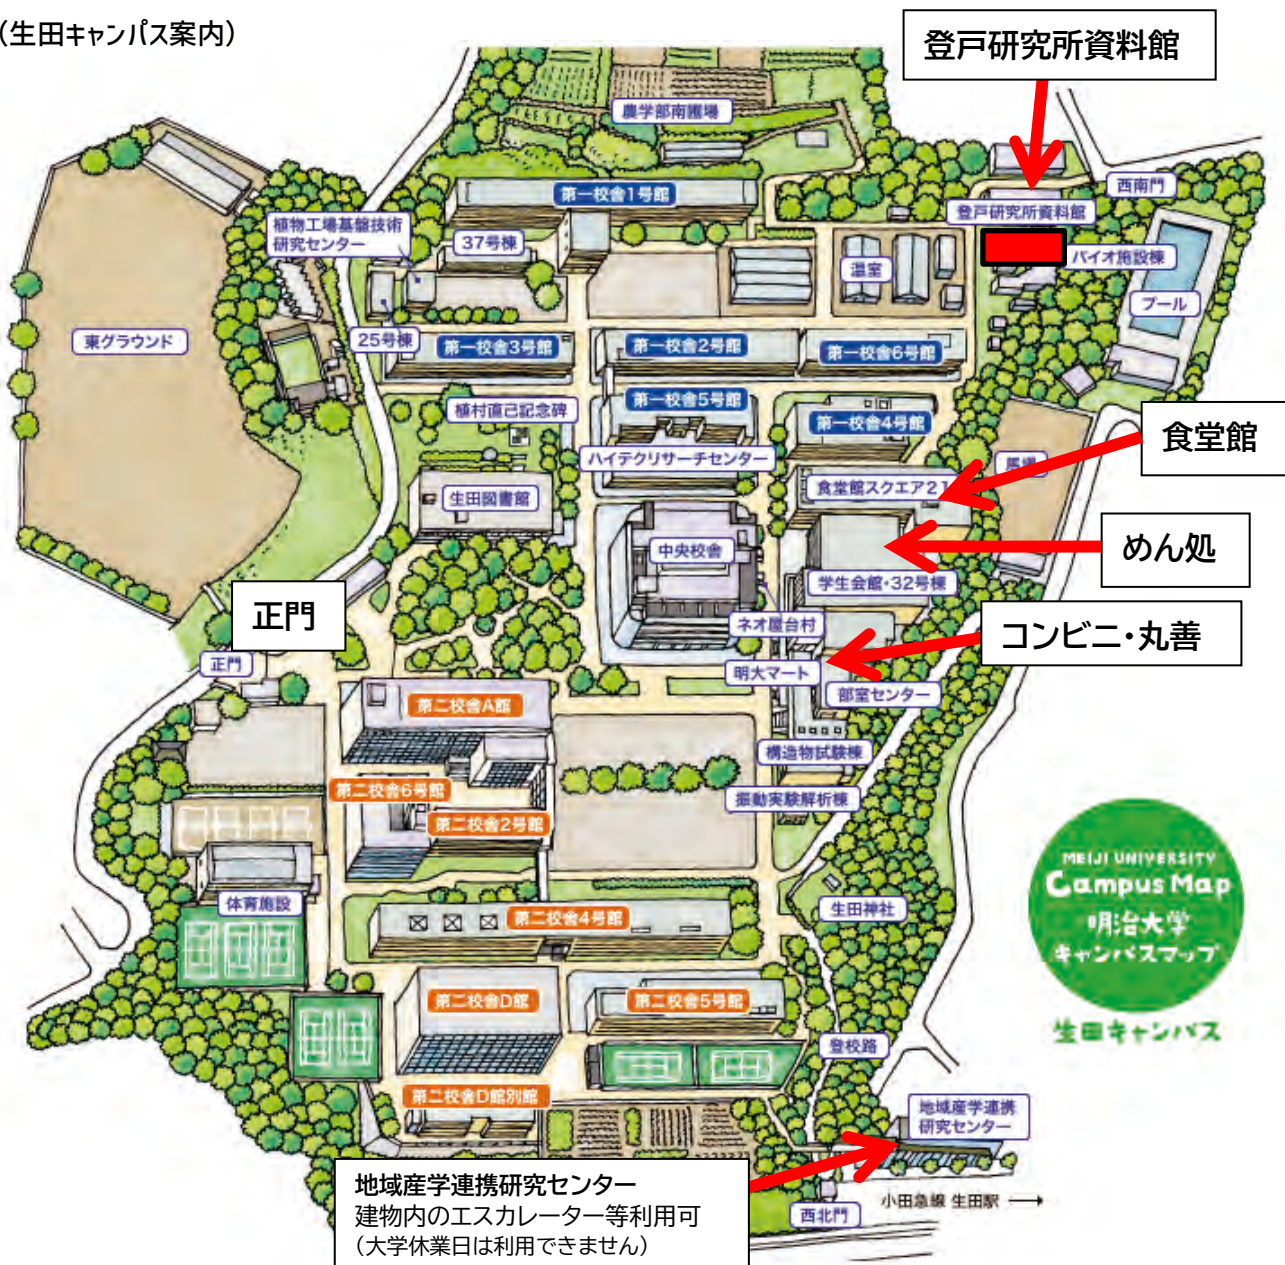 （生田キャンパス案内）
登戸研究所資料館
農学部南圃場
西南門
第一校舎1号館
登戸研究所資料館
植物工場基盤技術
研究センター
37号棟
バイオ施設棟
温室
プール
東グラウンド
25号棟
第一校舎3号館
第一校舎2号館
第一校舎6号館
植村直己記念碑
第一校舎5号館
第一校舎4号館
食堂館
ハイテクリサーチセンター
馬場
生田図書館
食堂館スクエア21
中央校舎
めん処
学生会館・32号棟
正門
ネオ屋台村
コンビニ・丸善
正門
明大マート
部室センター
第二校舎A館
構造物試験棟
第二校舎6号館
振動実験解析棟
第二校舎2号館
MEIJI UNIVERSITY
Campus Map
明治大学
キャンパスマップ
生田キャンパス
体育施設
生田神社
第二校舎4号館
第二校舎D館
第二校舎5号館
登校路
第二校舎D館別館
地域産学連携
研究センター
地域産学連携研究センター
建物内のエスカレーター等利用可
（大学休業日は利用できません）
小田急線 生田駅
西北門